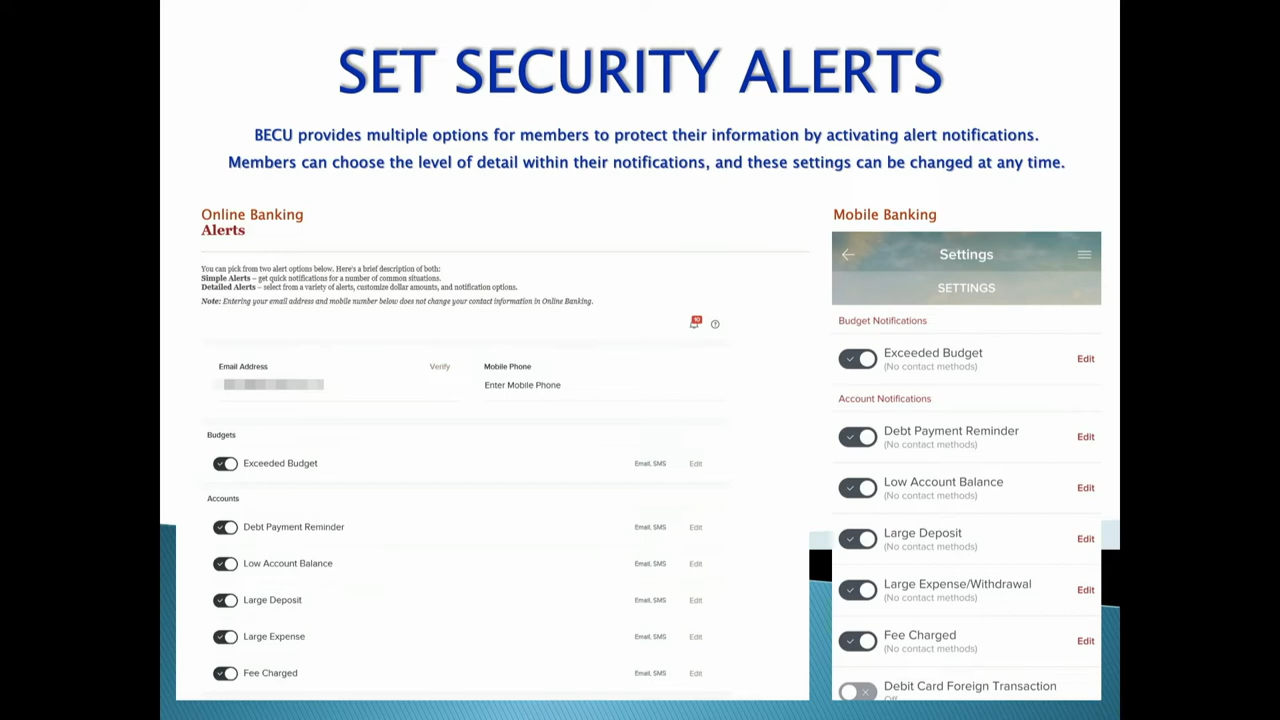 SET SECURITY ALERTS
BECU provides multiple options for members to protect their information by activating alert notifications.
Members can choose the level of detail within their notifications, and these settings can be changed at any time.
Online Banking
Alerts
You can pick from two alert options below. Here's a brief description of both:
Simple Alerts – get quick notifications for a number of common situations.
Detailed Alerts – select from a variety of alerts, customize dollar amounts, and notification options.
Note: Entering your email address and mobile number below does not change your contact information in Online Banking.
10
Email Address Verify Mobile Phone
Enter Mobile Phone
Budgets
Exceeded Budget Email, SMS Edit
Accounts
Debt Payment Reminder Email, SMS Edit
Low Account Balance Email, SMS Edit
Large Deposit Email, SMS Edit
Large Expense Email, SMS Edit
Fee Charged Email, SMS Edit
Mobile Banking
Settings
SETTINGS
Budget Notifications
Exceeded Budget
(No contact methods)
Edit
Account Notifications
Debt Payment Reminder
(No contact methods)
Edit
Low Account Balance
(No contact methods)
Edit
Large Deposit
(No contact methods)
Edit
Large Expense/Withdrawal
(No contact methods)
Edit
Fee Charged
(No contact methods)
Edit
Debit Card Foreign Transaction
Off